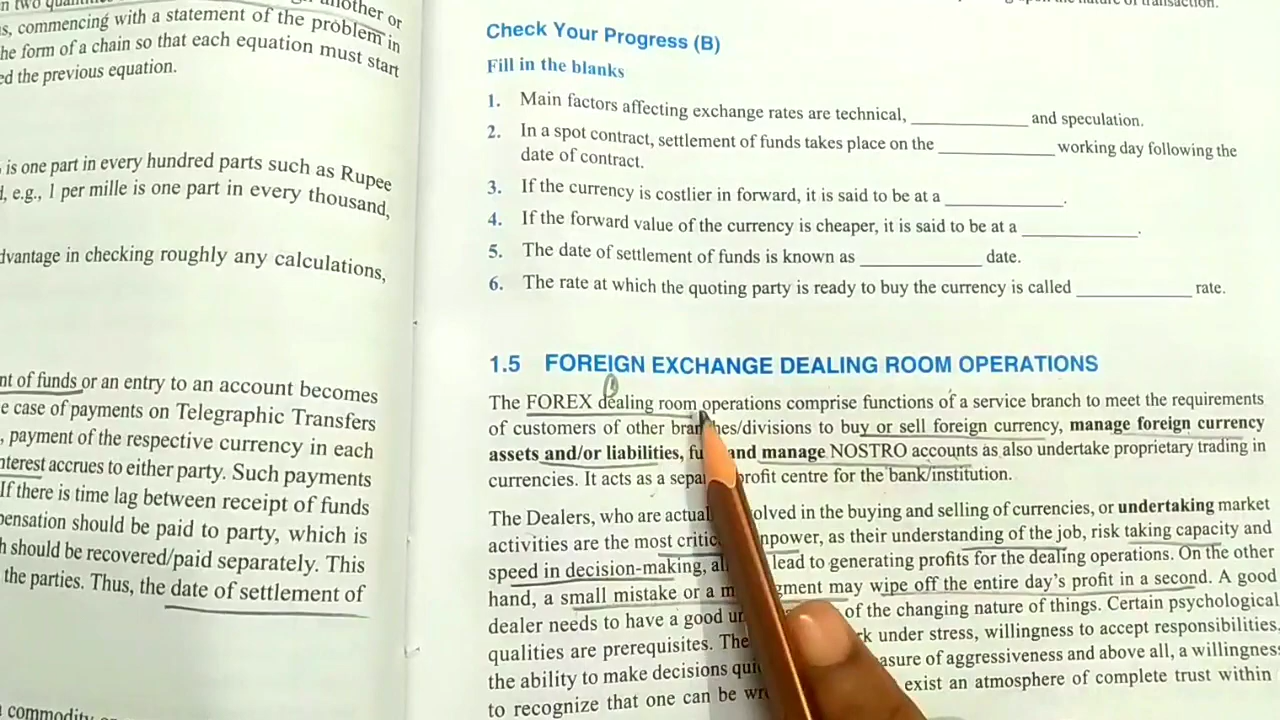 another or
s, commencing with a statement of the problem in
he form of a chain so that each equation must start
ed the previous equation.
is one part in every hundred parts such as Rupee
, e.g., 1 per mille is one part in every thousand,
dvantage in checking roughly any calculations,
nt of funds or an entry to an account becomes
e case of payments on Telegraphic Transfers
, payment of the respective currency in each
nterest accrues to either party. Such payments
If there is time lag between receipt of funds
pensation should be paid to party, which is
h should be recovered/paid separately. This
the parties. Thus, the date of settlement of
commodity
nature of transaction.
Check Your Progress (B)
Fill in the blanks
1. Main factors affecting exchange rates are technical, ____________ and speculation.
2. In a spot contract, settlement of funds takes place on the ____________ working day following the
date of contract.
3. If the currency is costlier in forward, it is said to be at a ____________.
4. If the forward value of the currency is cheaper, it is said to be at a ____________.
5. The date of settlement of funds is known as ____________ date.
6. The rate at which the quoting party is ready to buy the currency is called ____________ rate.
1.5 FOREIGN EXCHANGE DEALING ROOM OPERATIONS
The FOREX dealing room operations comprise functions of a service branch to meet the requirements
of customers of other branches/divisions to buy or sell foreign currency, manage foreign currency
assets and/or liabilities, and manage NOSTRO accounts as also undertake proprietary trading in
currencies. It acts as a profit centre for the bank/institution.
The Dealers, who are in the buying and selling of currencies, or undertaking market
activities are the most as their understanding of the job, risk taking capacity and
speed in decision-making, lead to generating profits for the dealing operations. On the other
hand, a small mistake or a may wipe off the entire day's profit in a second. A good
dealer needs to have a good of the changing nature of things. Certain psychological
qualities are prerequisites. under stress, willingness to accept responsibilities.
the ability to make decisions of aggressiveness and above all, a willingness
to recognize that one can be exist an atmosphere of complete trust within